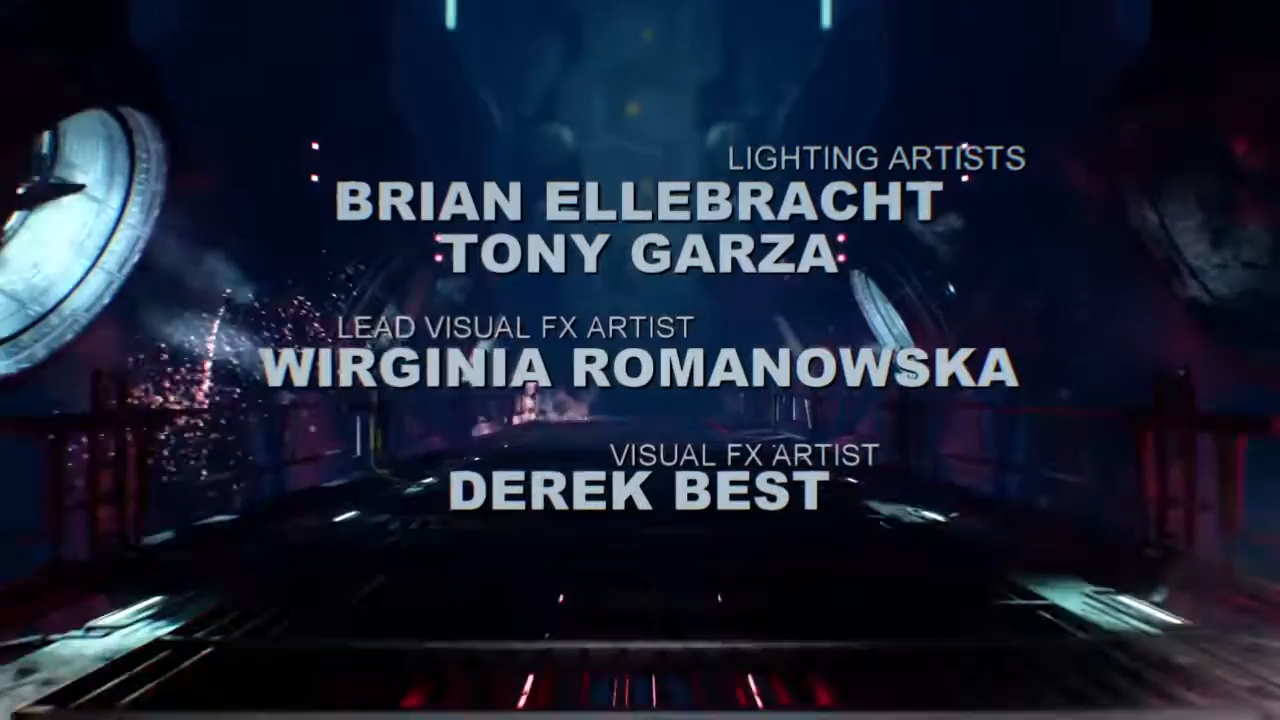 LIGHTING ARTISTS
BRIAN ELLEBRACHT
TONY GARZA
LEAD VISUAL FX ARTIST
WIRGINIA ROMANOWSKA
VISUAL FX ARTIST
DEREK BEST